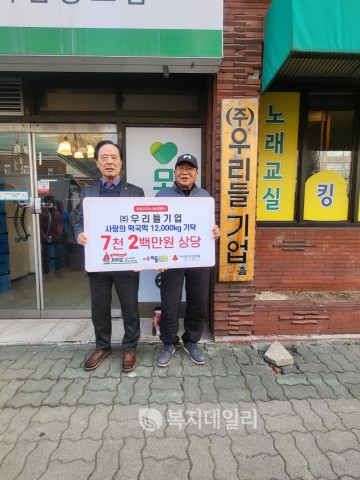 (주)우리들기업
노래교실
킹
(주) 우 리 들 기 업
사랑의 떡국떡 12,000kg 기탁
7천 2백만원 상당
복지데일리